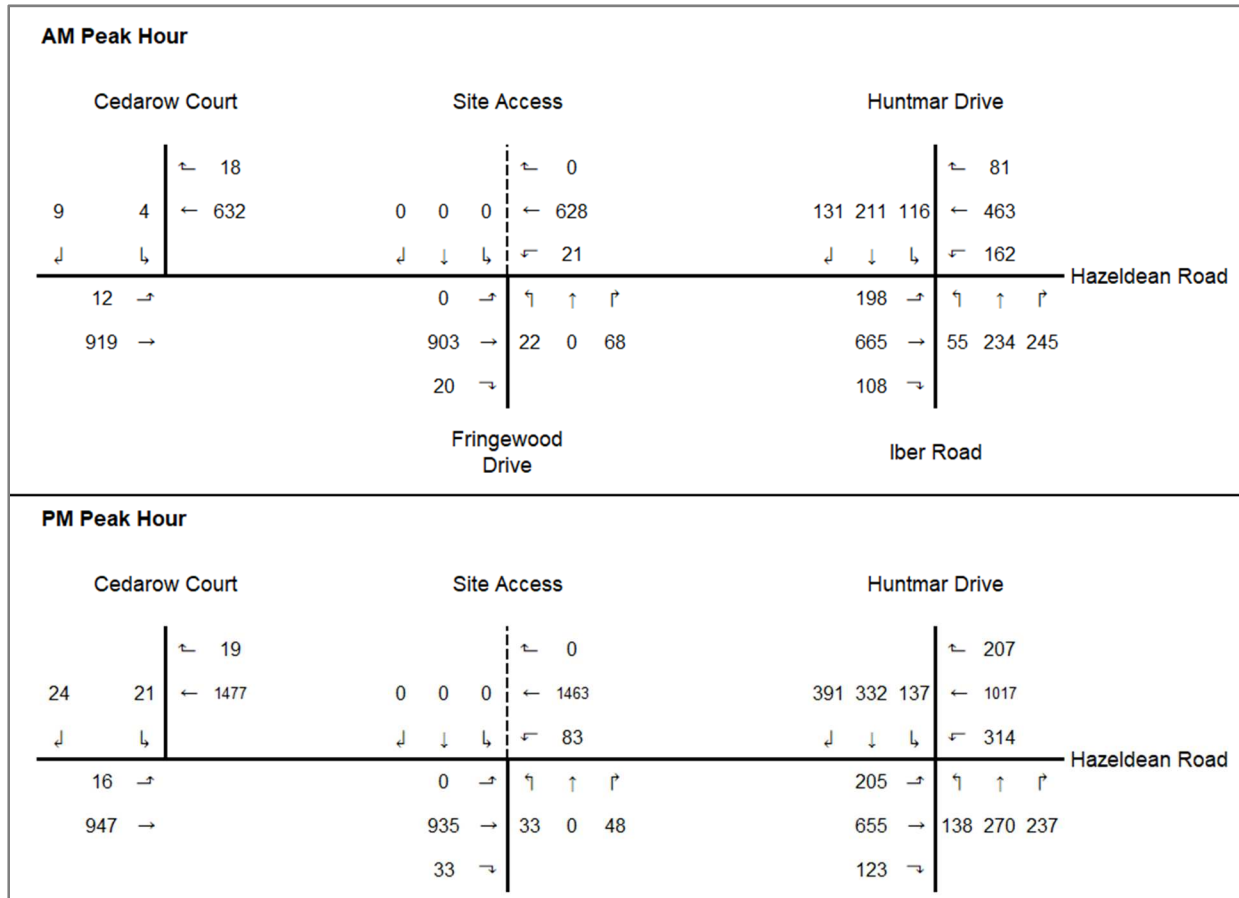 AM Peak Hour
Cedarow Court Site Access Huntmar Drive
18 0 81
9 4 ← 632 0 0 0 ← 628 131 211 116 ← 463
↓ 21 ↓ 162
Hazeldean Road
12 0 ↑ 198 ↑
919 → 903 → 22 0 68 665 → 55 234 245
20 108
Fringewood
Drive
Iber Road
PM Peak Hour
Cedarow Court Site Access Huntmar Drive
19 0 207
24 21 ← 1477 0 0 0 ← 1463 391 332 137 ← 1017
↓ 83 ↓ 314
Hazeldean Road
16 0 ↑ 205 ↑
947 → 935 → 33 0 48 655 → 138 270 237
33 123